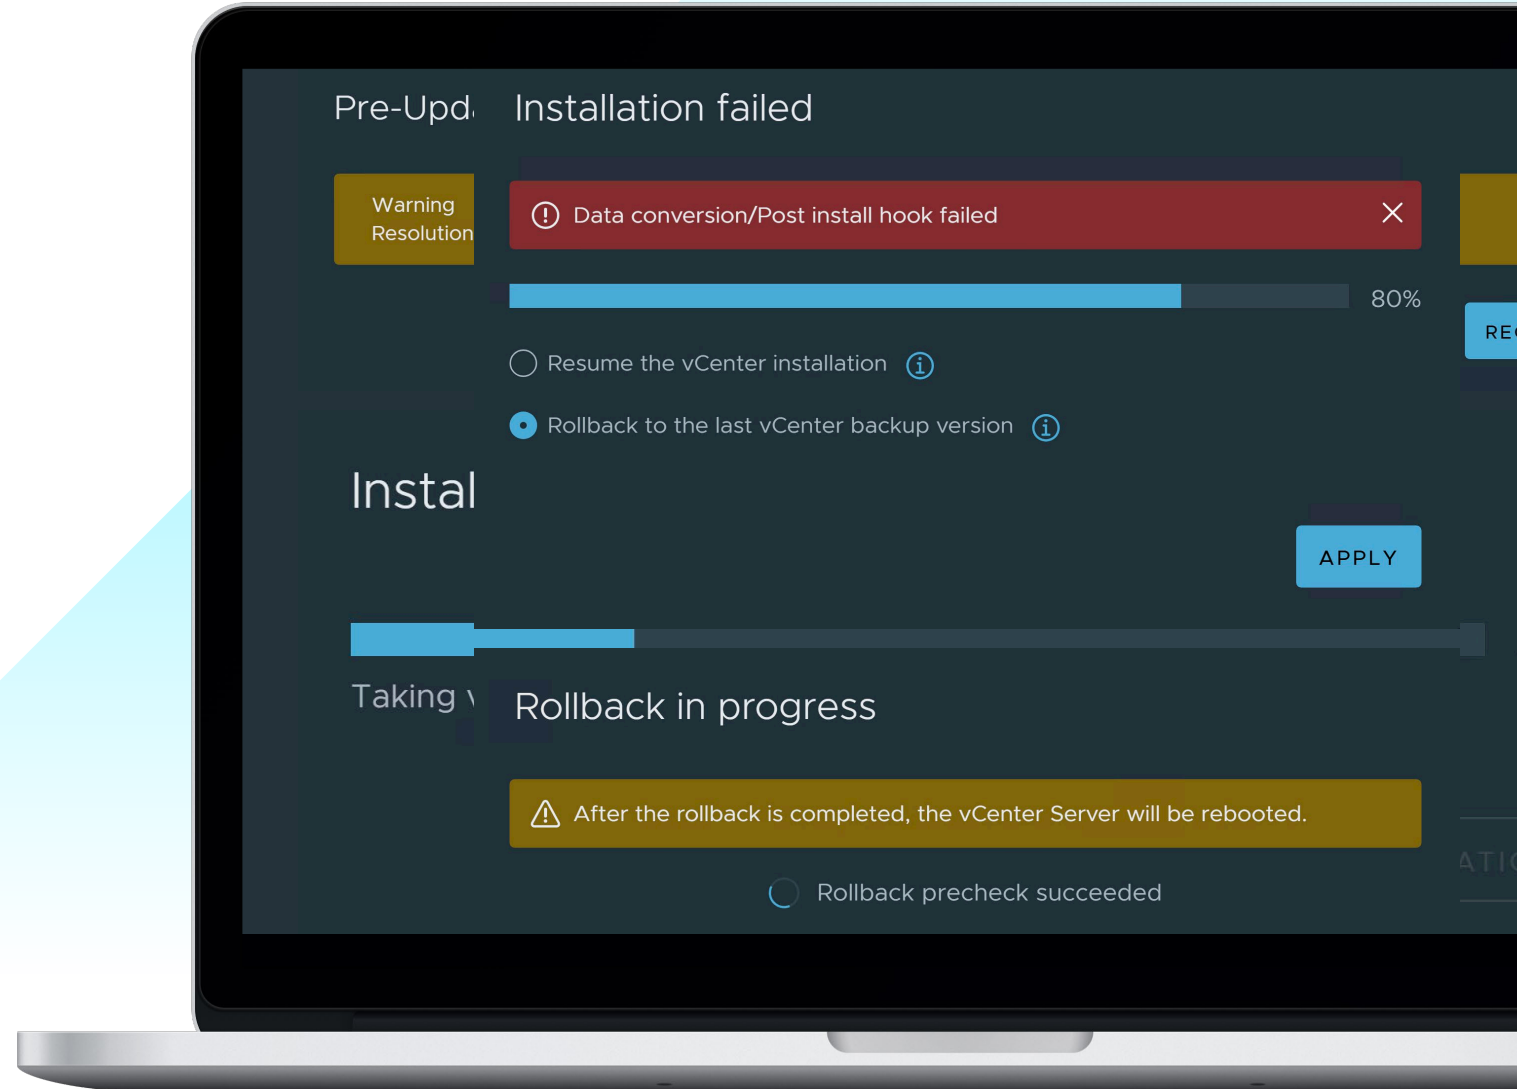 Pre-Upd
Installation failed
Warning
Resolution
Data conversion/Post install hook failed
80%
Resume the vCenter installation
Rollback to the last vCenter backup version
Instal
APPLY
Taking
Rollback in progress
After the rollback is completed, the vCenter Server will be rebooted.
Rollback precheck succeeded